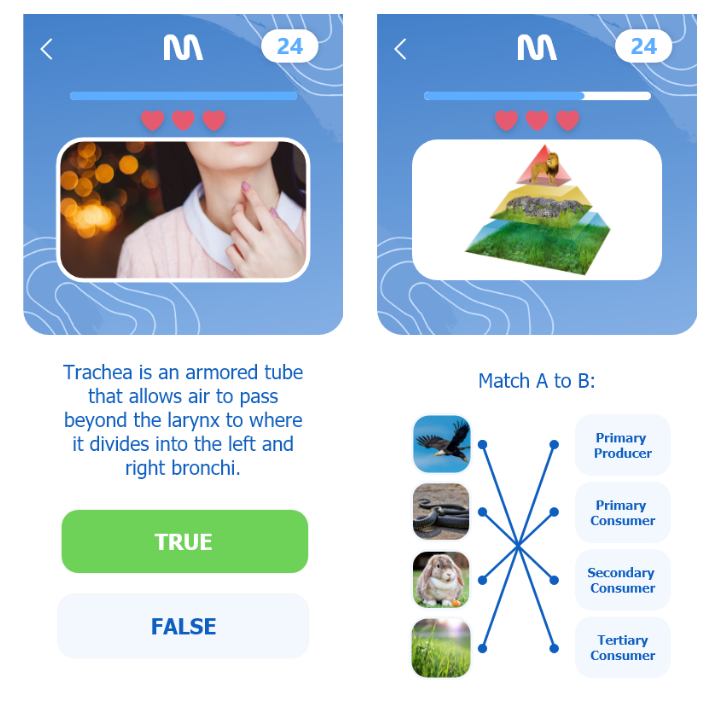 24
Trachea is an armored tube
that allows air to pass
beyond the larynx to where
it divides into the left and
right bronchi.
TRUE
FALSE
24
Match A to B:
Primary
Producer
Primary
Consumer
Secondary
Consumer
Tertiary
Consumer